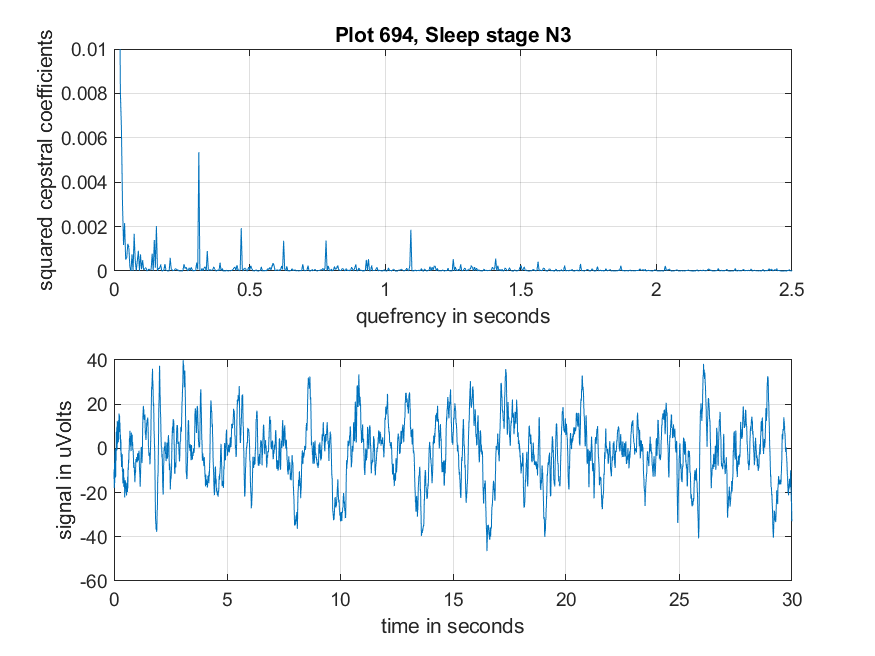 Plot 694, Sleep stage N3
squared cepstral coefficients
0.01
0.008
0.006
0.004
0.002
0
0 0.5 1 1.5 2 2.5
quefrency in seconds
signal in uVolts
40
20
0
-20
-40
-60
0 5 10 15 20 25 30
time in seconds